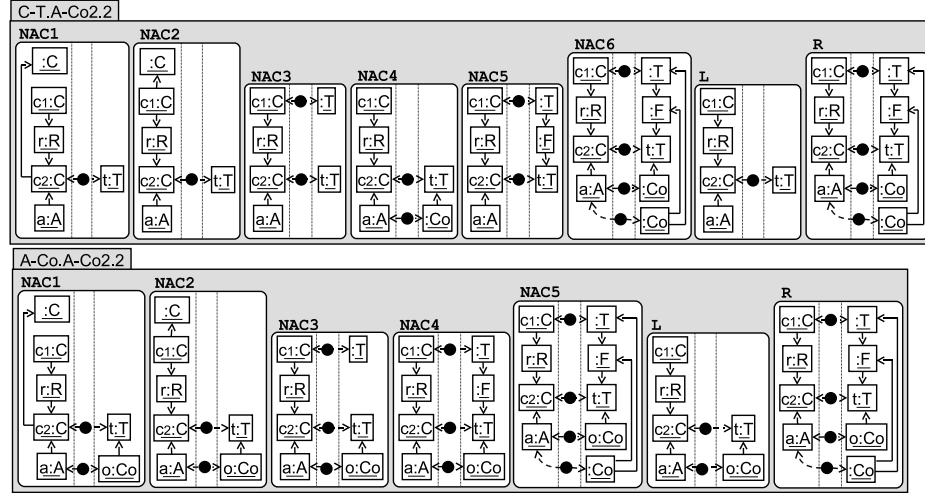 C-T.A-Co2.2
NAC1 NAC2 NAC3 NAC4 NAC5 NAC6 L R
:C :C c1:C :T c1:C c1:C :T c1:C :T c1:C c1:C :T
c1:C c1:C r:R r:R r:R :F r:R :F r:R r:R :F
r:R r:R c2:C t:T c2:C t:T c2:C t:T c2:C t:T c2:C t:T c2:C t:T
c2:C t:T c2:C t:T a:A a:A :Co a:A a:A :Co a:A a:A :Co
a:A a:A :Co :Co
A-Co.A-Co2.2
NAC1 NAC2 NAC3 NAC4 NAC5 L R
:C :C c1:C :T c1:C :T c1:C :T c1:C c1:C :T
c1:C c1:C r:R r:R :F r:R :F r:R r:R :F
r:R r:R c2:C t:T c2:C t:T c2:C t:T c2:C t:T c2:C t:T
c2:C t:T c2:C t:T a:A o:Co a:A o:Co a:A o:Co a:A o:Co a:A o:Co
a:A o:Co a:A o:Co :Co :Co